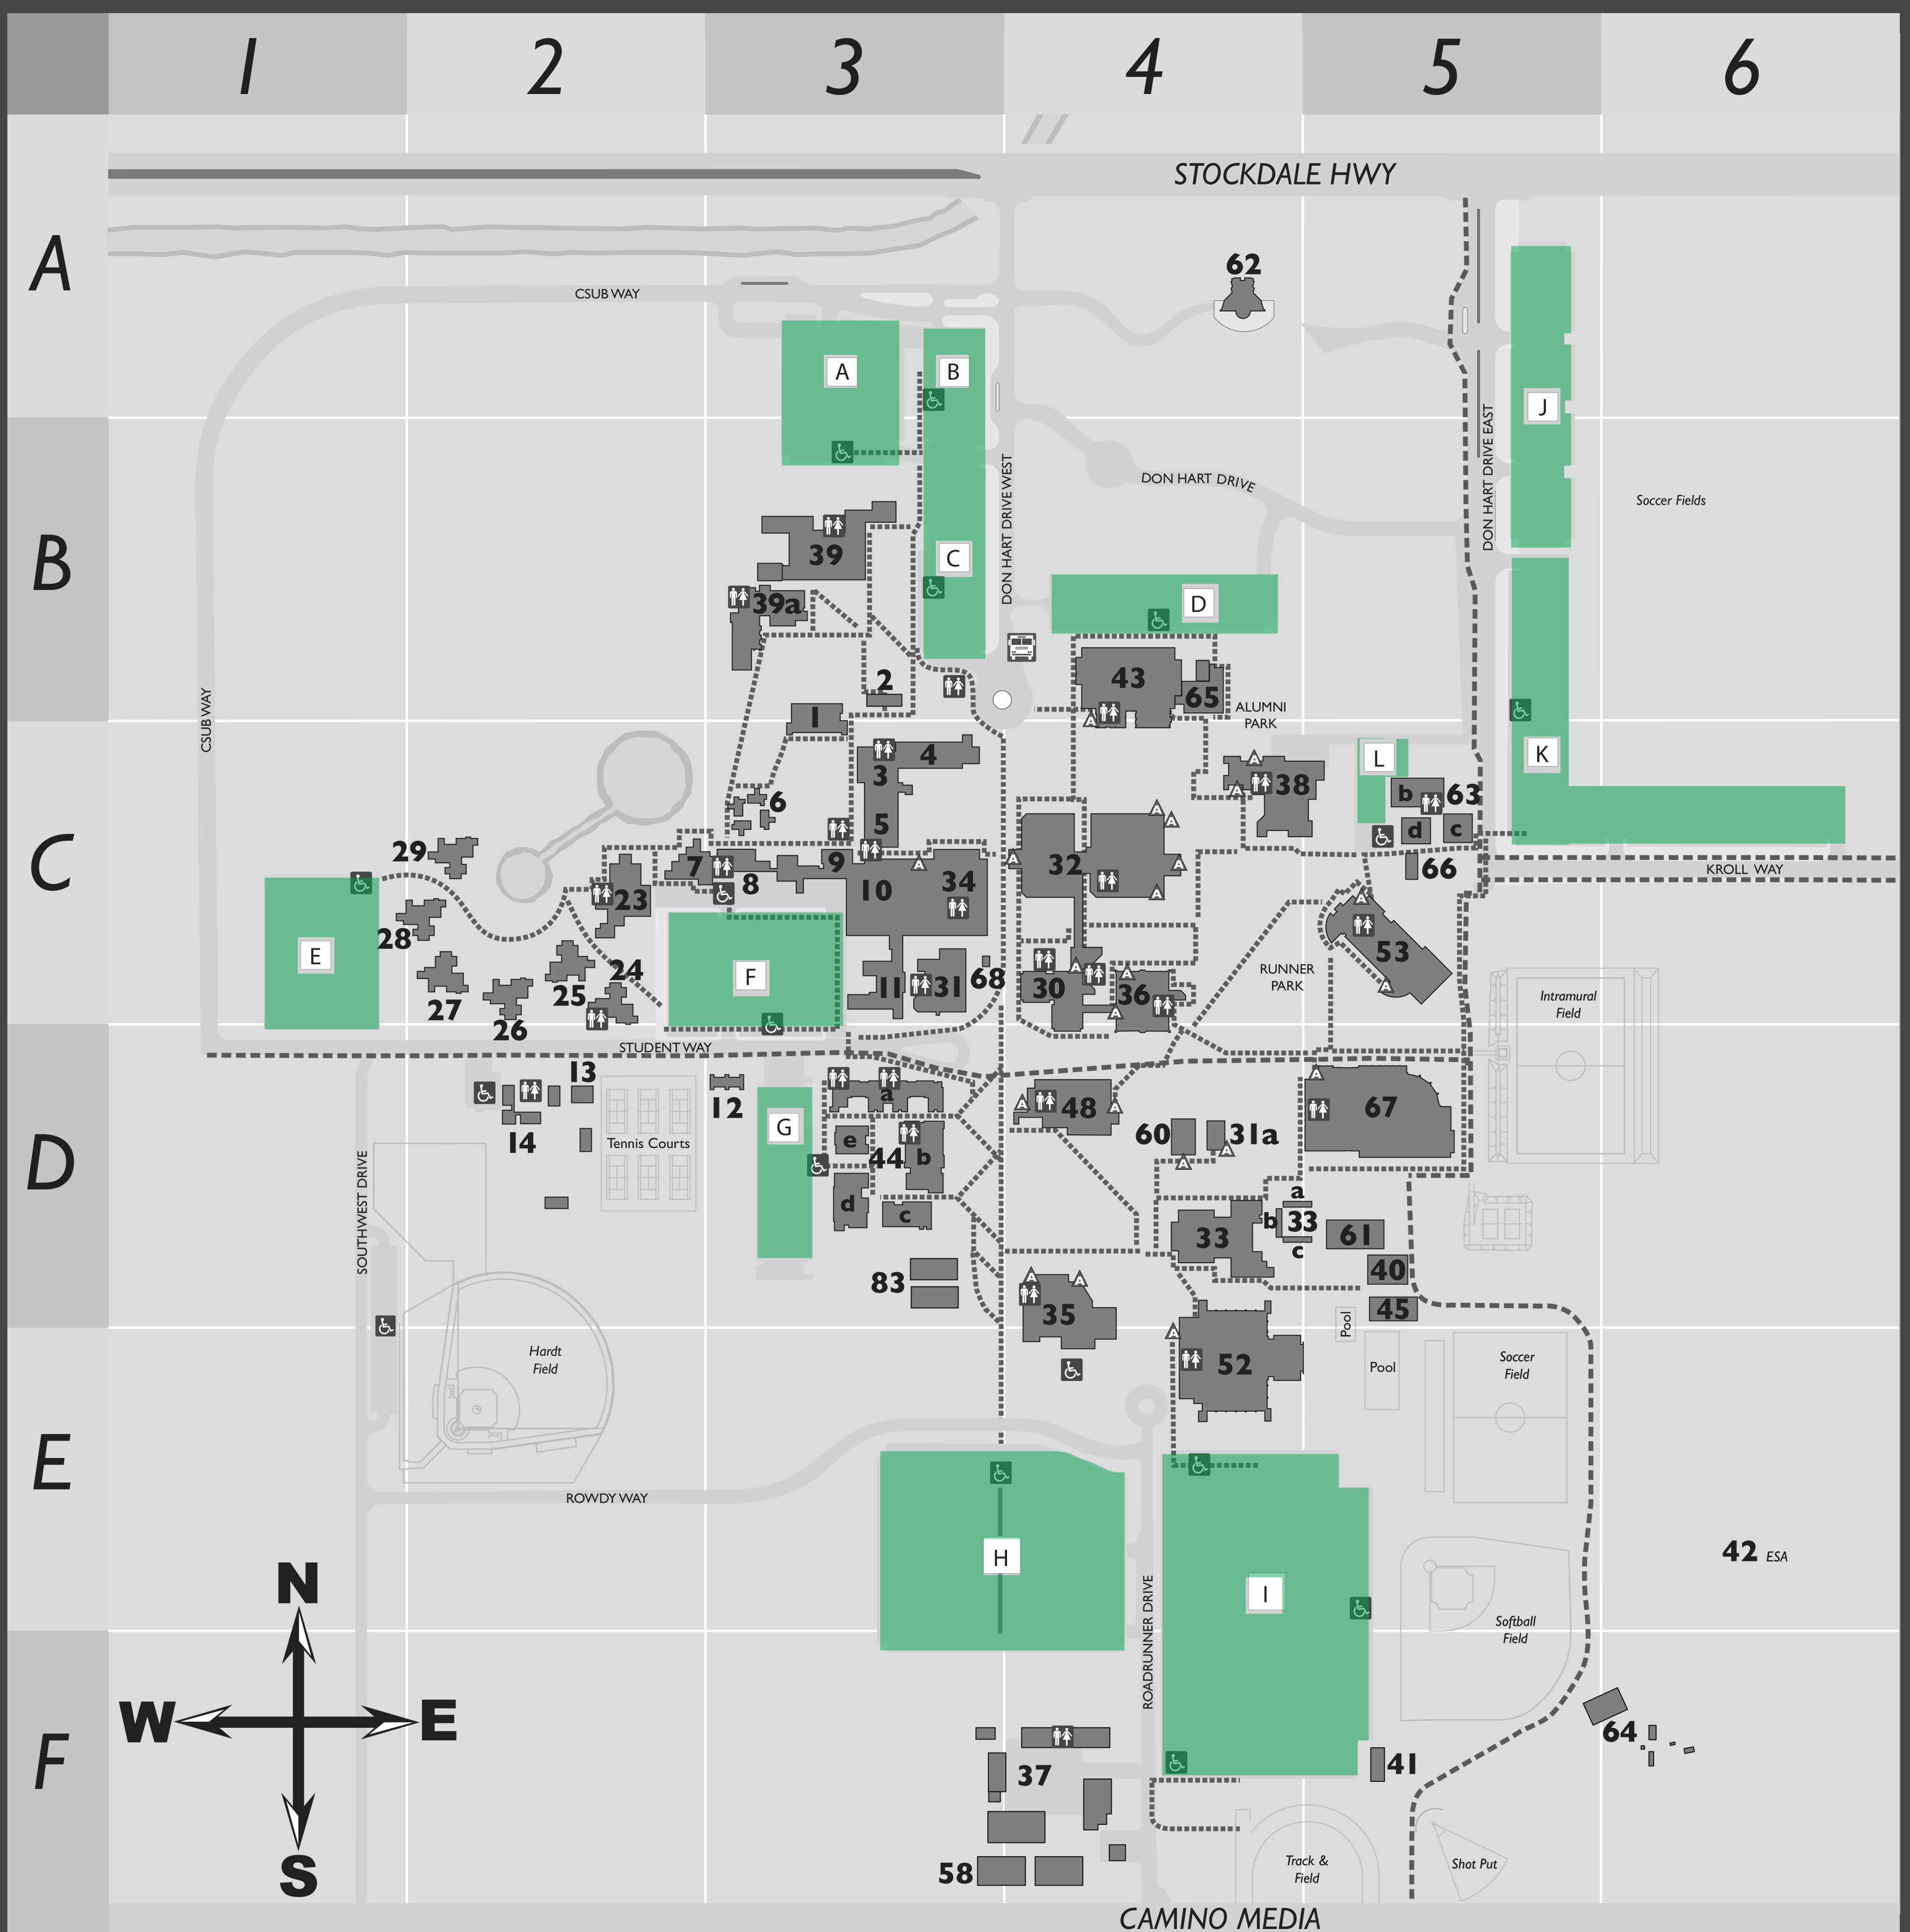 1 2 3 4 5 6
STOCKDALE HWY
A
62
CSUB WAY
A
B
J
DON HART DRIVE EAST
DON HART DRIVE WEST
DON HART DRIVE
Soccer Fields
B
39
C
39a
D
2
43
65
1
ALUMNI
PARK
CSUB WAY
4
3
L
K
38
b
63
6
5
d
c
C
29
7
8
9
10
34
32
66
KROLL WAY
23
28
E
F
53
24
25
27
26
11
31
68
30
36
RUNNER
PARK
Intramural
Field
STUDENT WAY
13
12
14
Tennis Courts
G
a
e
44
b
d
c
48
60
31a
67
D
SOUTHWEST DRIVE
a
b
33
c
33
61
40
45
83
35
Pool
Hardt
Field
52
Pool
Soccer
Field
E
ROWDY WAY
H
I
42 ESA
ROADRUNNER DRIVE
Softball
Field
N
W
E
S
F
64
37
41
58
Track &
Field
Shot Put
CAMINO MEDIA